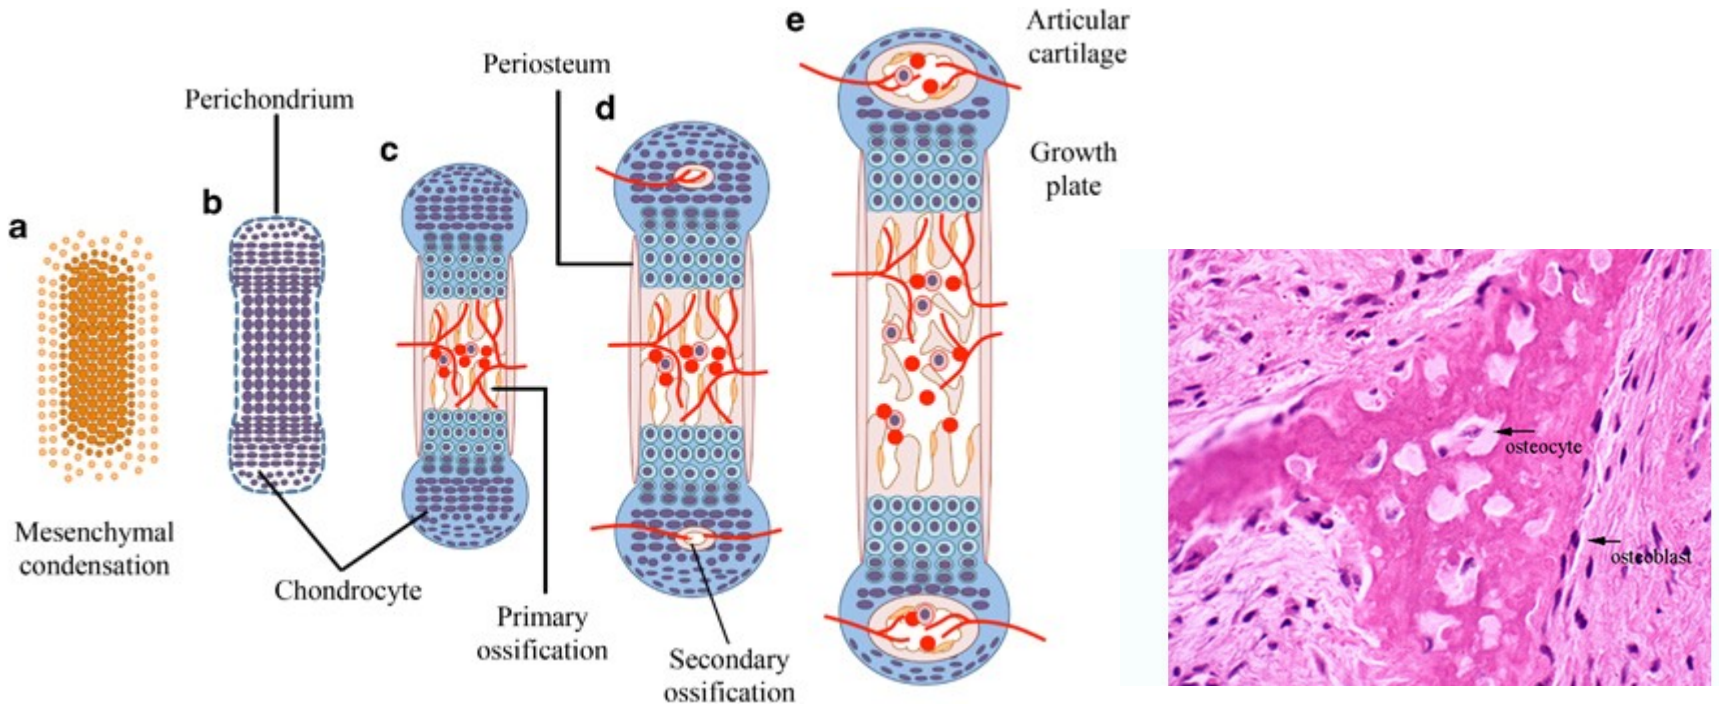 e
Articular
cartilage
Periosteum
d
Perichondrium
c
Growth
plate
b
a
osteocyte
Mesenchymal
condensation
osteoblast
Chondrocyte
Primary
ossification
Secondary
ossification